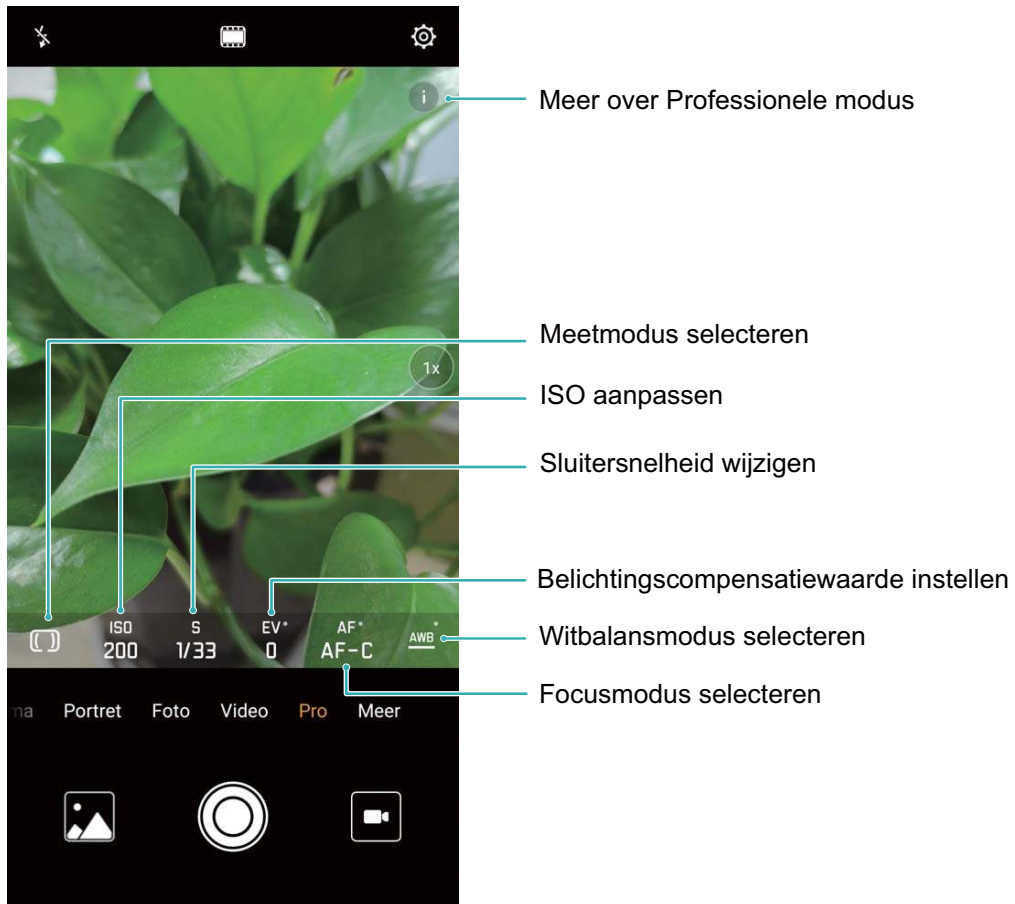 i
Meer over Professionele modus
Meetmodus selecteren
1x
ISO aanpassen
Sluitersnelheid wijzigen
Belichtingscompensatiewaarde instellen
ISO S EV° AF° AWB°
200 1/33 0 AF-C
Witbalansmodus selecteren
Focusmodus selecteren
ma Portret Foto Video Pro Meer